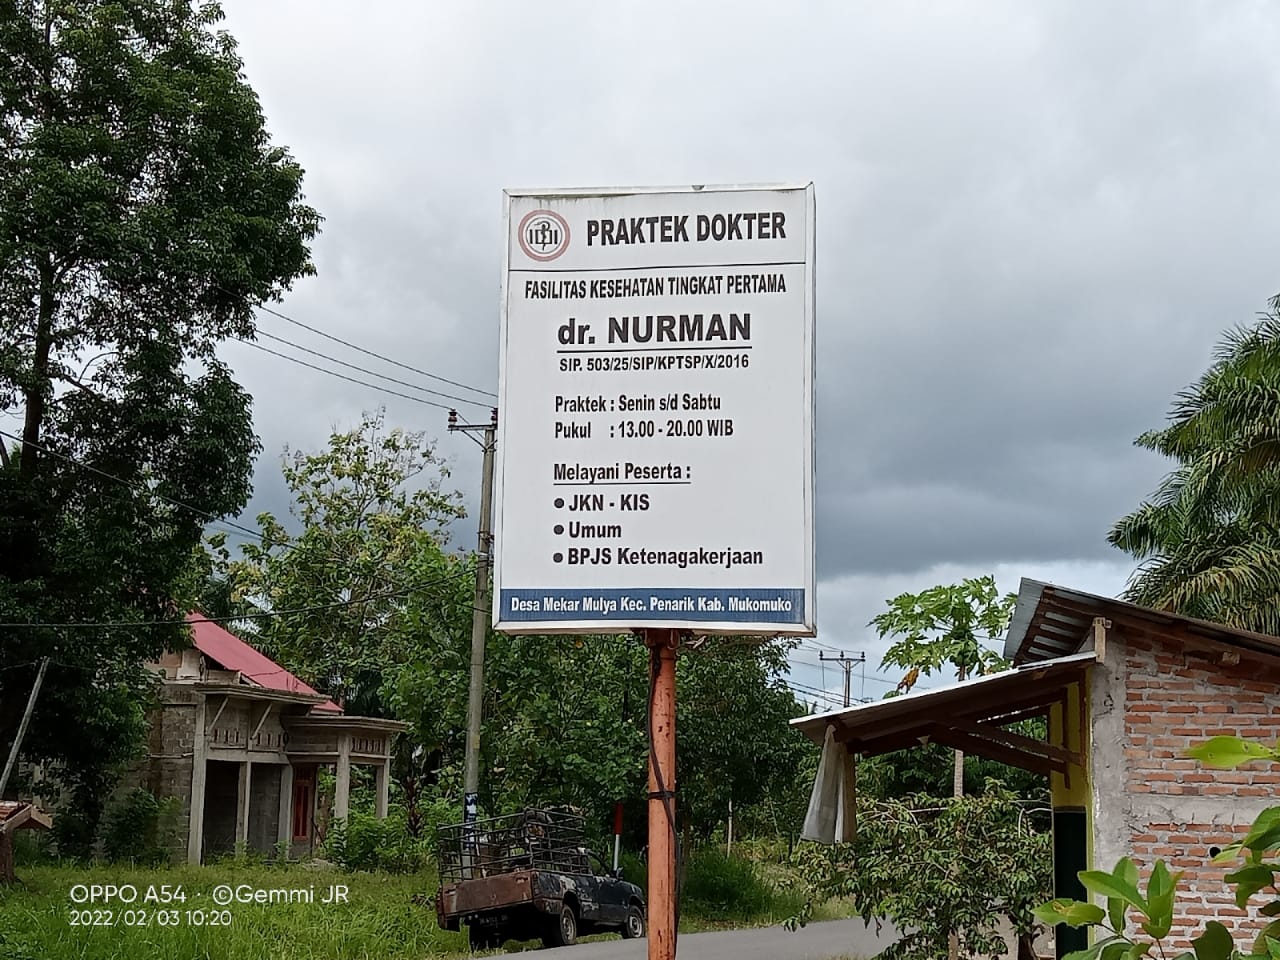 IDI
PRAKTEK DOKTER
FASILITAS KESEHATAN TINGKAT PERTAMA
dr. NURMAN
SIP. 503/25/SIP/KPTSP/X/2016
Praktek : Senin s/d Sabtu
Pukul : 13.00 - 20.00 WIB
Melayani Peserta :
● JKN - KIS
● Umum
● BPJS Ketenagakerjaan
Desa Mekar Mulya Kec. Penarik Kab. Mukomuko
OPPO A54 · ©Gemmi JR
2022/02/03 10:20